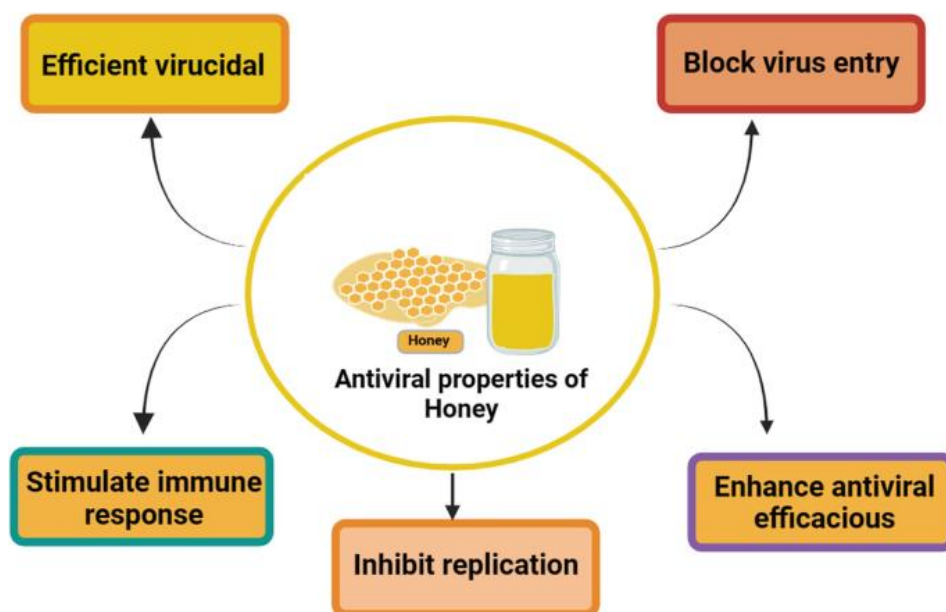 Efficient virucidal
Block virus entry
Honey
Antiviral properties of
Honey
Stimulate immune
response
Enhance antiviral
efficacious
Inhibit replication